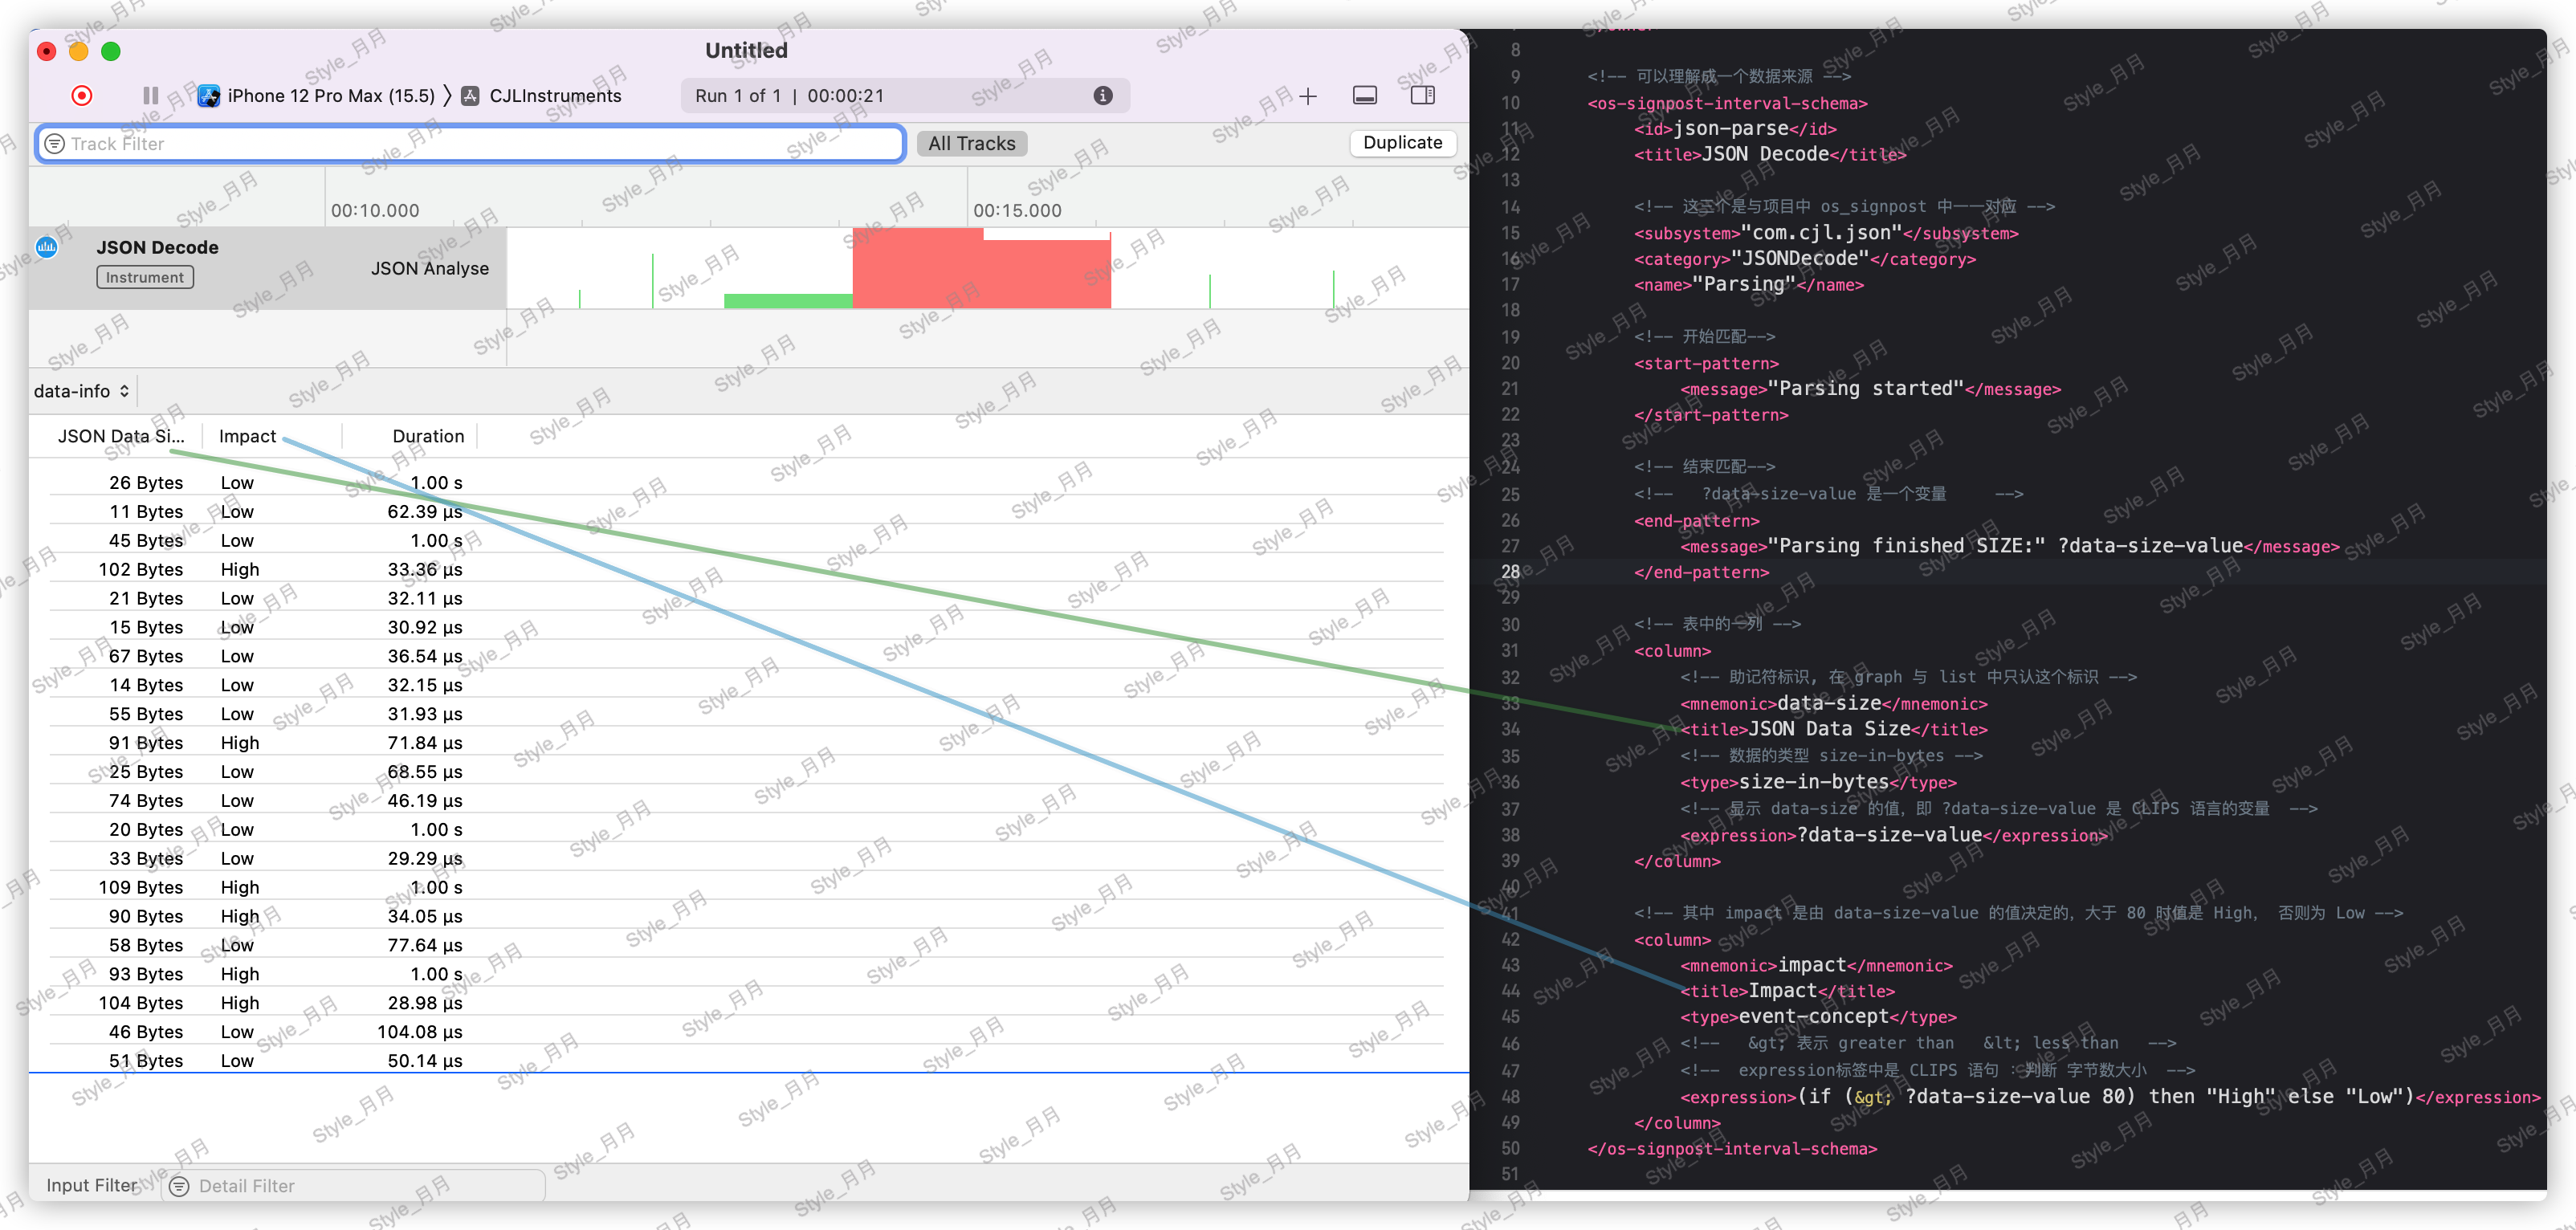 Untitled
iPhone 12 Pro Max (15.5) 〉 CJLInstruments
Run 1 of 1 | 00:00:21
Track Filter
All Tracks
Duplicate
00:10.000
00:15.000
JSON Decode
Instrument
JSON Analyse
data-info
JSON Data Si... Impact Duration
26 Bytes Low 1.00 s
11 Bytes Low 62.39 µs
45 Bytes Low 1.00 s
102 Bytes High 33.36 µs
21 Bytes Low 32.11 µs
15 Bytes Low 30.92 µs
67 Bytes Low 36.54 µs
14 Bytes Low 32.15 µs
55 Bytes Low 31.93 µs
91 Bytes High 71.84 µs
25 Bytes Low 68.55 µs
74 Bytes Low 46.19 µs
20 Bytes Low 1.00 s
33 Bytes Low 29.29 µs
109 Bytes High 1.00 s
90 Bytes High 34.05 µs
58 Bytes Low 77.64 µs
93 Bytes High 1.00 s
104 Bytes High 28.98 µs
46 Bytes Low 104.08 µs
51 Bytes Low 50.14 µs
Input Filter
Detail Filter
8
9 <!-- 可以理解成一个数据来源 -->
10 <os-signpost-interval-schema>
11 <id>json-parse</id>
12 <title>JSON Decode</title>
13
14 <!-- 这三个是与项目中 os_signpost 中一一对应 -->
15 <subsystem>"com.cjl.json"</subsystem>
16 <category>"JSONDecode"</category>
17 <name>"Parsing"</name>
18
19 <!-- 开始匹配-->
20 <start-pattern>
21 <message>"Parsing started"</message>
22 </start-pattern>
23
24 <!-- 结束匹配-->
25 <!-- ?data-size-value 是一个变量 -->
26 <end-pattern>
27 <message>"Parsing finished SIZE:" ?data-size-value</message>
28 </end-pattern>
29
30 <!-- 表中的一列 -->
31 <column>
32 <!-- 助记符标识, 在 graph 与 list 中只认这个标识 -->
33 <mnemonic>data-size</mnemonic>
34 <title>JSON Data Size</title>
35 <!-- 数据的类型 size-in-bytes -->
36 <type>size-in-bytes</type>
37 <!-- 显示 data-size 的值，即 ?data-size-value 是 CLIPS 语言的变量 -->
38 <expression>?data-size-value</expression>
39 </column>
40
41 <!-- 其中 impact 是由 data-size-value 的值决定的，大于 80 时值是 High， 否则为 Low -->
42 <column>
43 <mnemonic>impact</mnemonic>
44 <title>Impact</title>
45 <type>event-concept</type>
46 <!-- &gt; 表示 greater than &lt; less than -->
47 <!-- expression标签中是 CLIPS 语句 : 判断 字节数大小 -->
48 <expression>(if (&gt; ?data-size-value 80) then "High" else "Low")</expression>
49 </column>
50 </os-signpost-interval-schema>
51
Style_月月